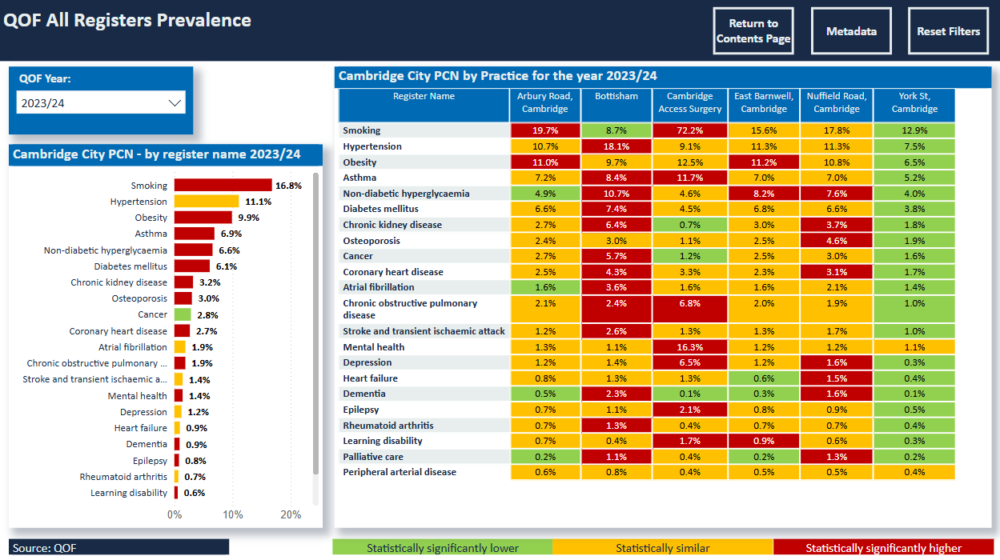 QOF All Registers Prevalence
Return to
Contents Page
Metadata
Reset Filters
QOF Year:
2023/24
Cambridge City PCN - by register name 2023/24
Smoking 16.8%
Hypertension 11.1%
Obesity 9.9%
Asthma 6.9%
Non-diabetic hyperglycaemia 6.6%
Diabetes mellitus 6.1%
Chronic kidney disease 3.2%
Osteoporosis 3.0%
Cancer 2.8%
Coronary heart disease 2.7%
Atrial fibrillation 1.9%
Chronic obstructive pulmonary ... 1.9%
Stroke and transient ischaemic a... 1.4%
Mental health 1.4%
Depression 1.2%
Heart failure 0.9%
Dementia 0.9%
Epilepsy 0.8%
Rheumatoid arthritis 0.7%
Learning disability 0.6%
0% 10% 20%
Source: QOF
Cambridge City PCN by Practice for the year 2023/24
Register Name Arbury Road, Bottisham Cambridge East Barnwell, Nuffield Road, York St,
Cambridge Access Surgery Cambridge Cambridge Cambridge
Smoking 19.7% 8.7% 72.2% 15.6% 17.8% 12.9%
Hypertension 10.7% 18.1% 9.1% 11.3% 11.3% 7.5%
Obesity 11.0% 9.7% 12.5% 11.2% 10.8% 6.5%
Asthma 7.2% 8.4% 11.7% 7.0% 7.0% 5.2%
Non-diabetic hyperglycaemia 4.9% 10.7% 4.6% 8.2% 7.6% 4.0%
Diabetes mellitus 6.6% 7.4% 4.5% 6.8% 6.6% 3.8%
Chronic kidney disease 2.7% 6.4% 0.7% 3.0% 3.7% 1.8%
Osteoporosis 2.4% 3.0% 1.1% 2.5% 4.6% 1.9%
Cancer 2.7% 5.7% 1.2% 2.5% 3.0% 1.6%
Coronary heart disease 2.5% 4.3% 3.3% 2.3% 3.1% 1.7%
Atrial fibrillation 1.6% 3.6% 1.6% 1.6% 2.1% 1.4%
Chronic obstructive pulmonary 2.1% 2.4% 6.8% 2.0% 1.9% 1.0%
disease
Stroke and transient ischaemic attack 1.2% 2.6% 1.3% 1.3% 1.7% 1.0%
Mental health 1.3% 1.1% 16.3% 1.2% 1.2% 1.1%
Depression 1.2% 1.4% 6.5% 1.2% 1.6% 0.3%
Heart failure 0.8% 1.3% 1.3% 0.6% 1.5% 0.4%
Dementia 0.5% 2.3% 0.1% 0.3% 1.6% 0.1%
Epilepsy 0.7% 1.1% 2.1% 0.8% 0.9% 0.5%
Rheumatoid arthritis 0.7% 1.3% 0.4% 0.7% 0.7% 0.4%
Learning disability 0.7% 0.4% 1.7% 0.9% 0.6% 0.3%
Palliative care 0.2% 1.1% 0.4% 0.2% 1.3% 0.2%
Peripheral arterial disease 0.6% 0.8% 0.4% 0.5% 0.5% 0.4%
Statistically significantly lower Statistically similar Statistically significantly higher